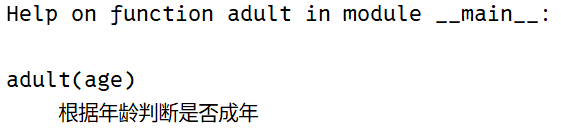 Help on function adult in module __main__:
adult(age)
根据年龄判断是否成年